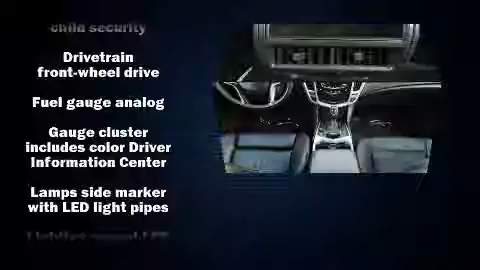 child security
Drivetrain
front-wheel drive
Fuel gauge analog
Gauge cluster
includes color Driver
Information Center
Lamps side marker
with LED light pipes